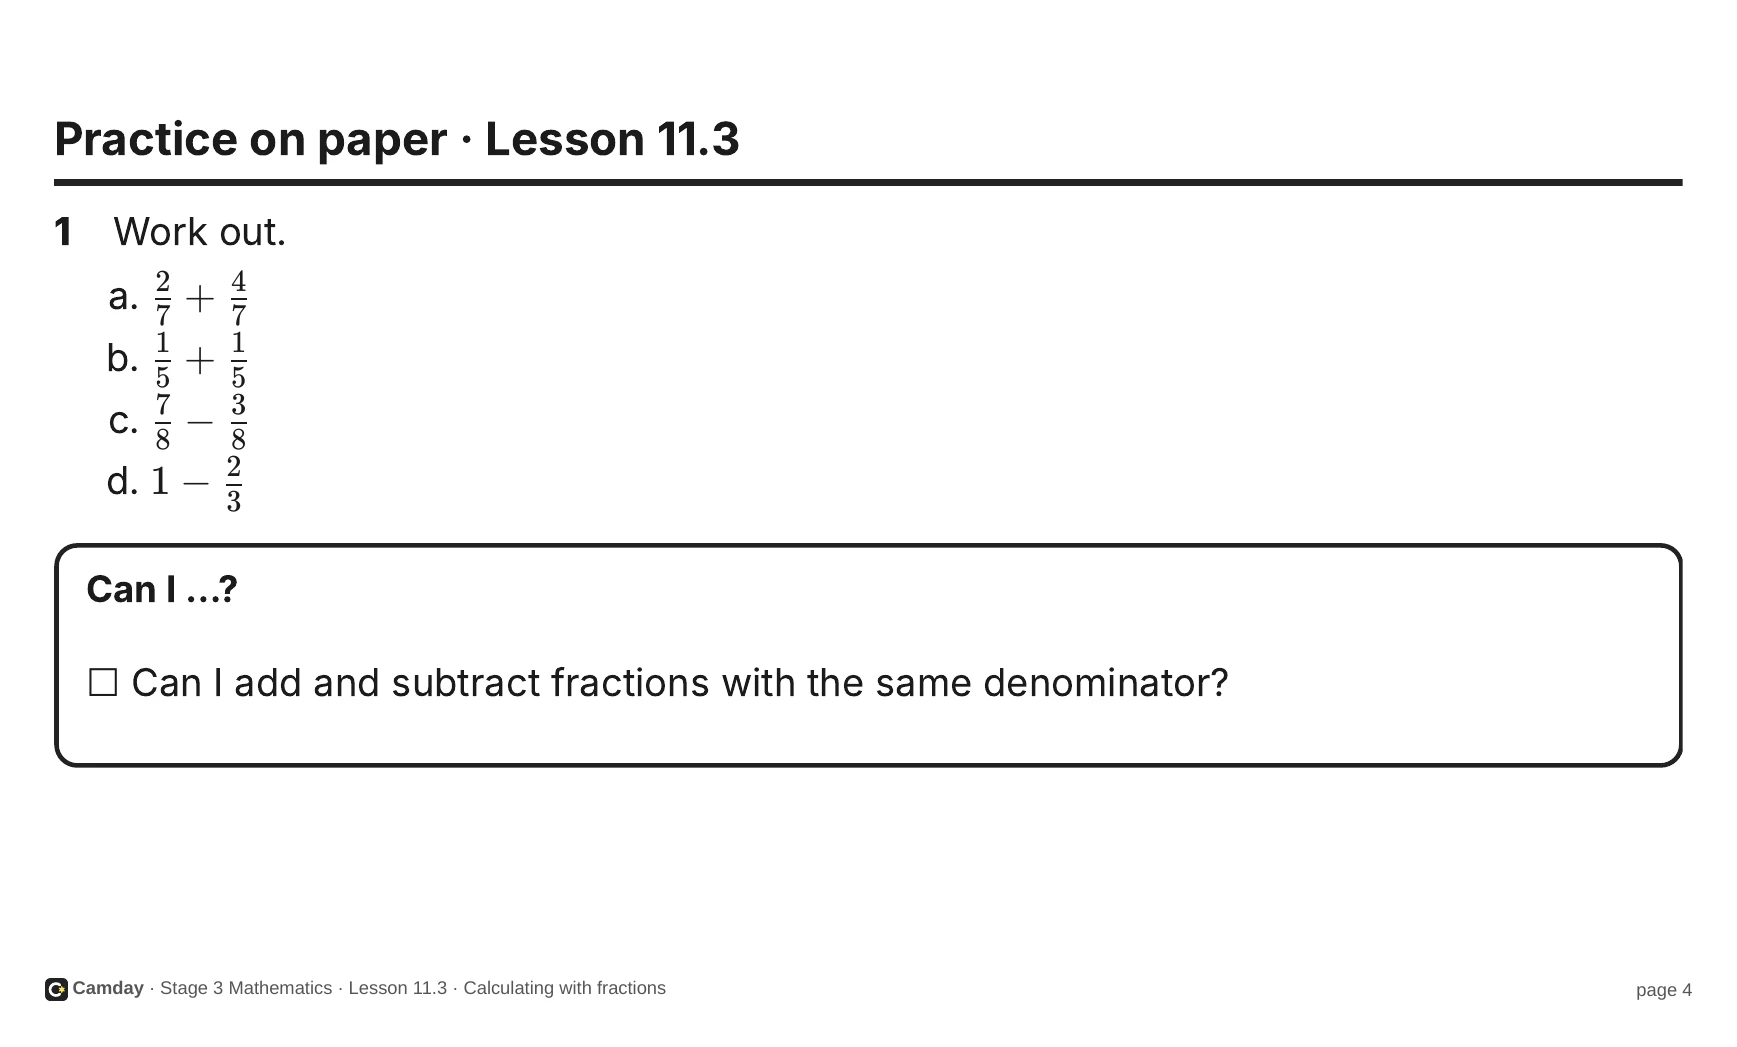 Practice on paper · Lesson 11.3
1 Work out.
a. 2/7 + 4/7
b. 1/5 + 1/5
c. 7/8 − 3/8
d. 1 − 2/3
Can I …?
☐ Can I add and subtract fractions with the same denominator?
Camday · Stage 3 Mathematics · Lesson 11.3 · Calculating with fractions
page 4